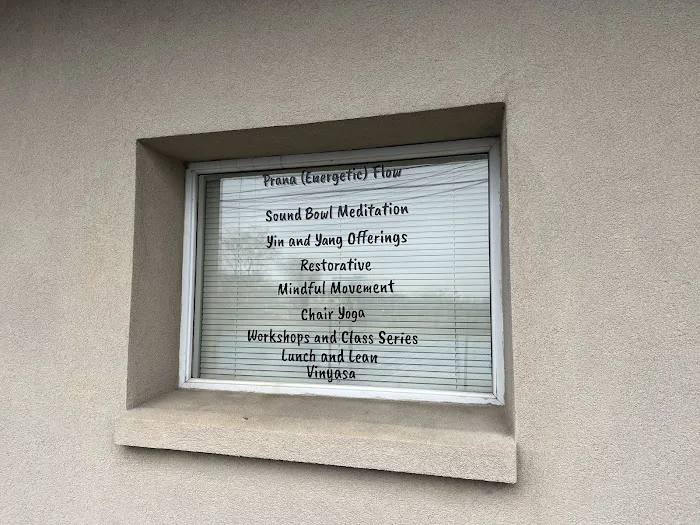 Prana (Energetic) Flow
Sound Bowl Meditation
Yin and Yang Offerings
Restorative
Mindful Movement
Chair Yoga
Workshops and Class Series
Lunch and Lean
Vinyasa